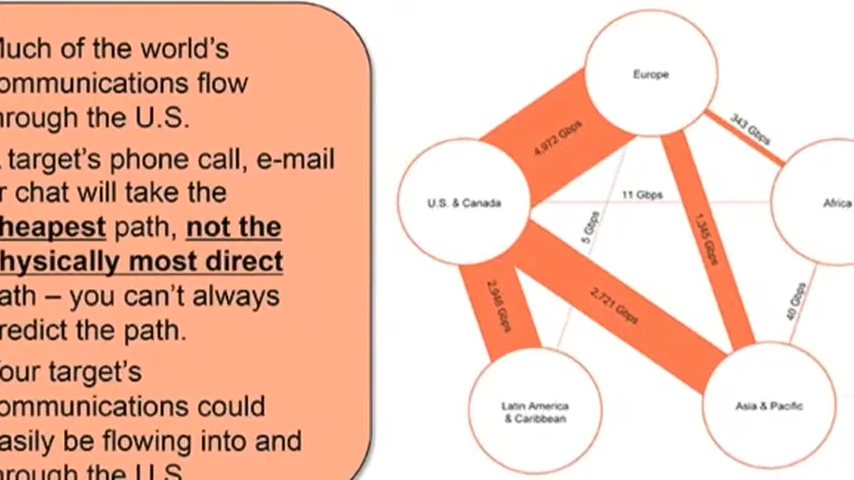 Much of the world's
ommunications flow
hrough the U.S.
target's phone call, e-mail
r chat will take the
heapest path, not the
hysically most direct
ath – you can't always
redict the path.
our target's
ommunications could
asily be flowing into and
hrough the U.S.
Europe
4,972 Gbps
343 Gbps
U.S. & Canada
11 Gbps
Africa
5 Gbps
1,345 Gbps
2,946 Gbps
2,721 Gbps
40 Gbps
Latin America
& Caribbean
Asia & Pacific